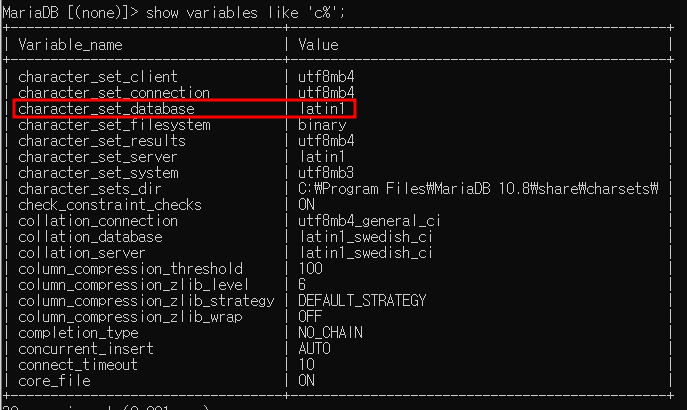 MariaDB [(none)]> show variables like 'c%';
| Variable_name | Value |
| character_set_client | utf8mb4 |
| character_set_connection | utf8mb4 |
| character_set_database | latin1 |
| character_set_filesystem | binary |
| character_set_results | utf8mb4 |
| character_set_server | latin1 |
| character_set_system | utf8mb3 |
| character_sets_dir | C:₩Program Files₩MariaDB 10.8₩share₩charsets₩ |
| check_constraint_checks | ON |
| collation_connection | utf8mb4_general_ci |
| collation_database | latin1_swedish_ci |
| collation_server | latin1_swedish_ci |
| column_compression_threshold | 100 |
| column_compression_zlib_level | 6 |
| column_compression_zlib_strategy | DEFAULT_STRATEGY |
| column_compression_zlib_wrap | OFF |
| completion_type | NO_CHAIN |
| concurrent_insert | AUTO |
| connect_timeout | 10 |
| core_file | ON |